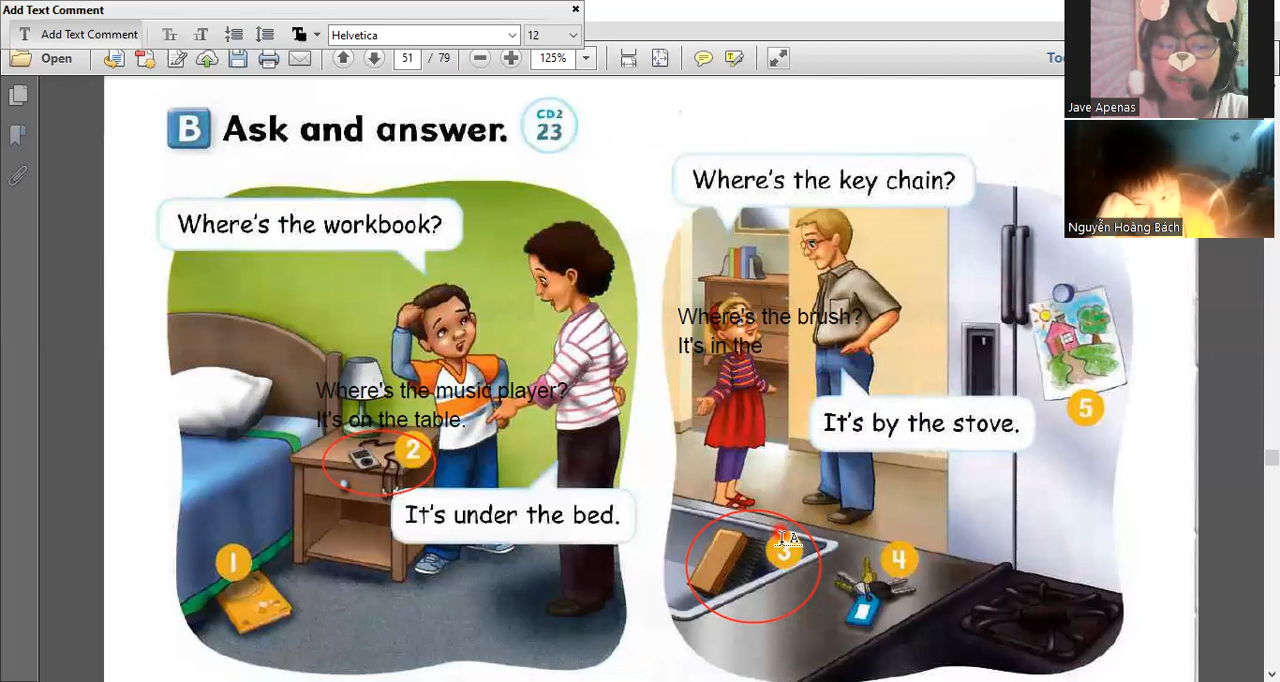 Add Text Comment
Add Text Comment
Helvetica
12
Open
51
/ 79
125%
Jave Apenas
Nguyễn Hoàng Bách
B Ask and answer.
CD2
23
Where's the workbook?
Where's the key chain?
Where's the brush?
It's in the
Where's the music player?
It's on the table.
It's by the stove.
It's under the bed.
1
2
3
4
5